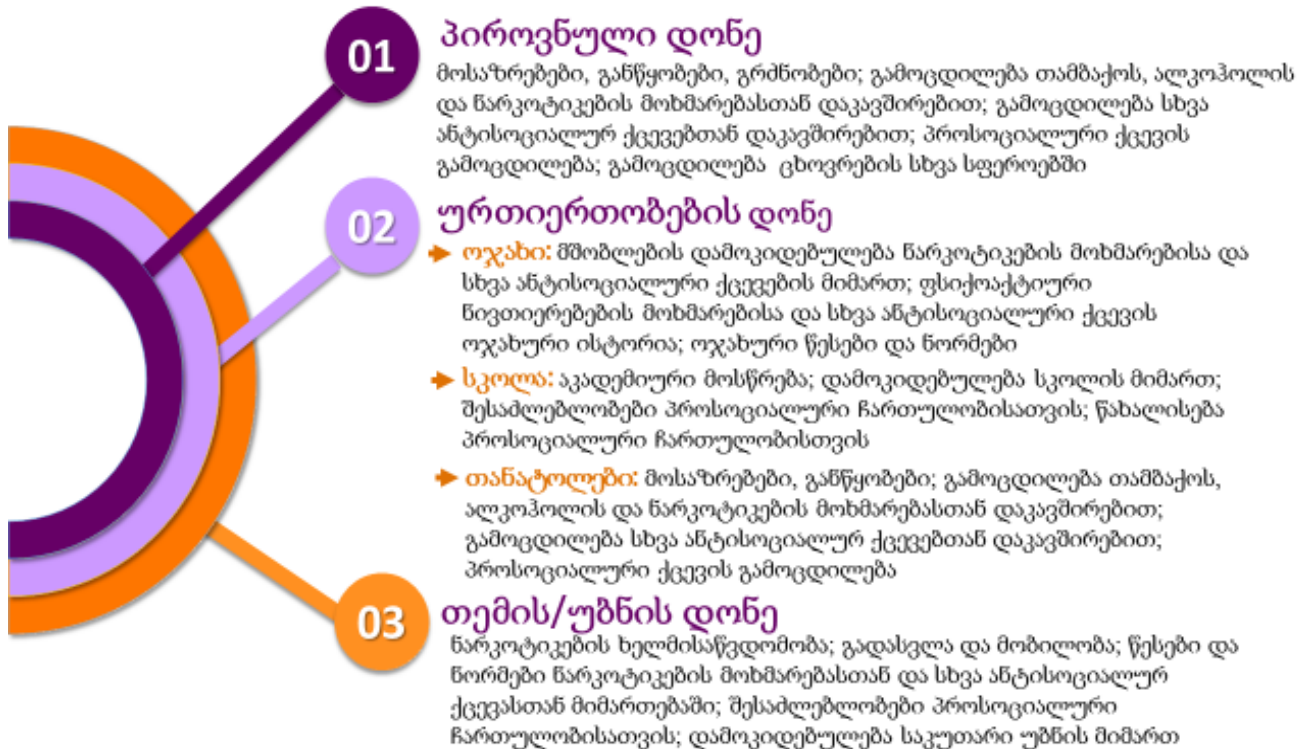 01
პიროვნული დონე
მოსაზრებები, განწყობები, გრძნობები; გამოცდილება თამბაქოს, ალკოჰოლის
და ნარკოტიკების მოხმარებასთან დაკავშირებით; გამოცდილება სხვა
ანტისოციალურ ქცევებთან დაკავშირებით; პროსოციალური ქცევის
გამოცდილება; გამოცდილება ცხოვრების სხვა სფეროებში
02
ურთიერთობების დონე
ოჯახი: მშობლების დამოკიდებულება ნარკოტიკების მოხმარებისა და
სხვა ანტისოციალური ქცევების მიმართ; ფსიქოაქტიური
ნივთიერებების მოხმარებისა და სხვა ანტისოციალური ქცევის
ოჯახური ისტორია; ოჯახური წესები და ნორმები
სკოლა: აკადემიური მოსწრება; დამოკიდებულება სკოლის მიმართ;
შესაძლებლობები პროსოციალური ჩართულობისათვის; წახალისება
პროსოციალური ჩართულობისთვის
თანატოლები: მოსაზრებები, განწყობები; გამოცდილება თამბაქოს,
ალკოჰოლის და ნარკოტიკების მოხმარებასთან დაკავშირებით;
გამოცდილება სხვა ანტისოციალურ ქცევებთან დაკავშირებით;
პროსოციალური ქცევის გამოცდილება
03
თემის/უბნის დონე
ნარკოტიკების ხელმისაწვდომობა; გადასვლა და მობილობა; წესები და
ნორმები ნარკოტიკების მოხმარებასთან და სხვა ანტისოციალურ
ქცევასთან მიმართებაში; შესაძლებლობები პროსოციალური
ჩართულობისათვის; დამოკიდებულება საკუთარი უბნის მიმართ